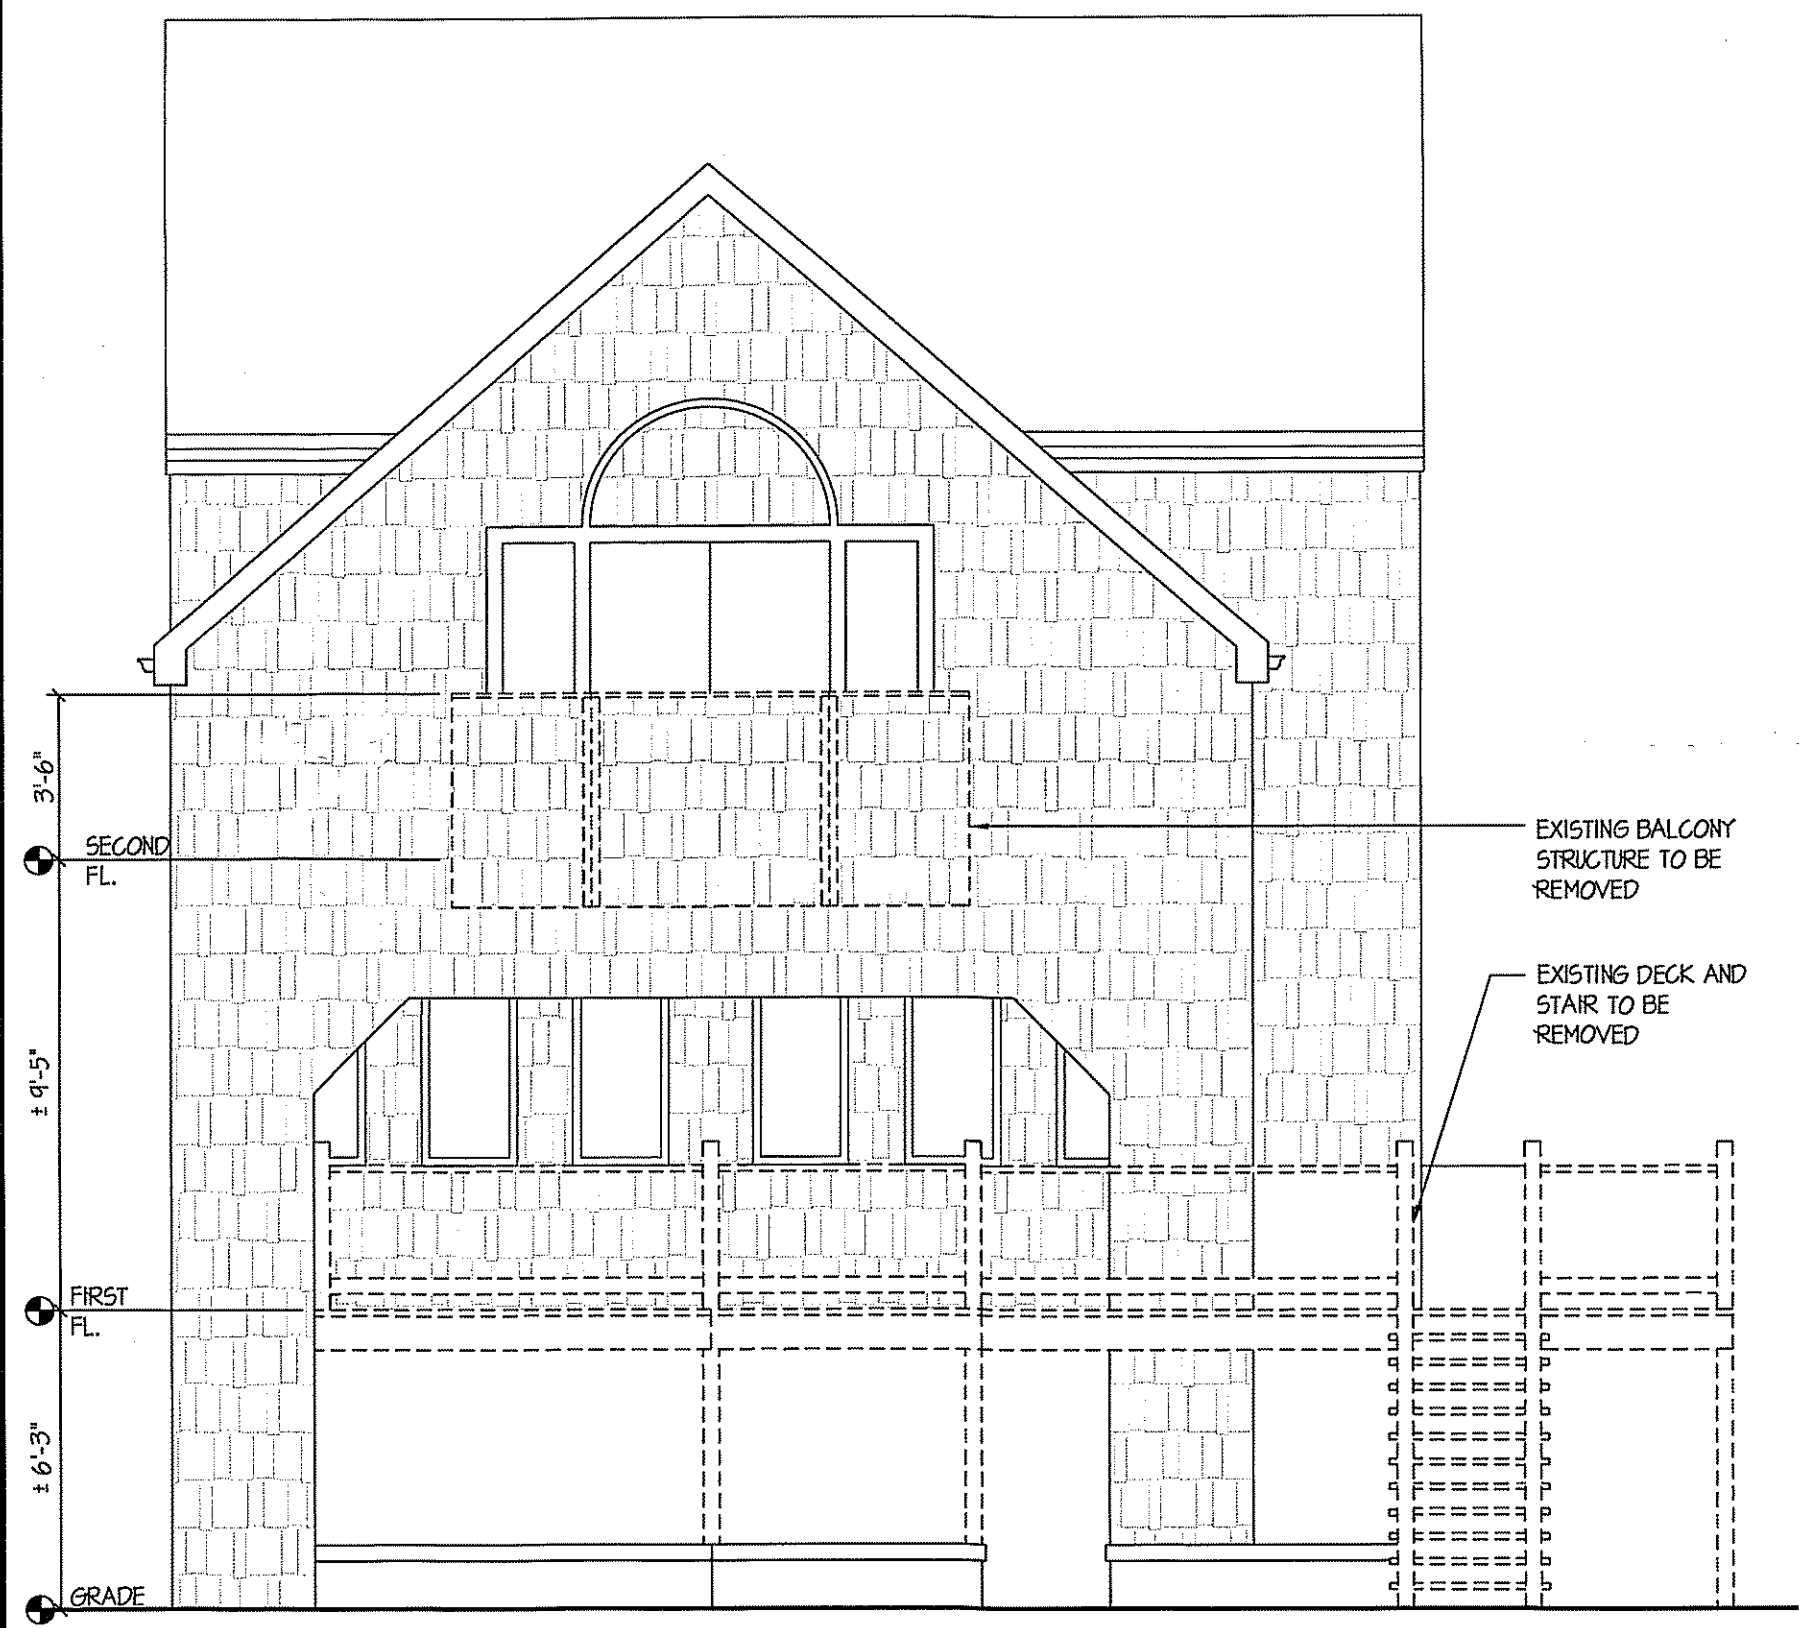 3'-6"
SECOND
FL.
EXISTING BALCONY
STRUCTURE TO BE
REMOVED
EXISTING DECK AND
STAIR TO BE
REMOVED
± 9'-5"
FIRST
FL.
± 6'-3"
GRADE